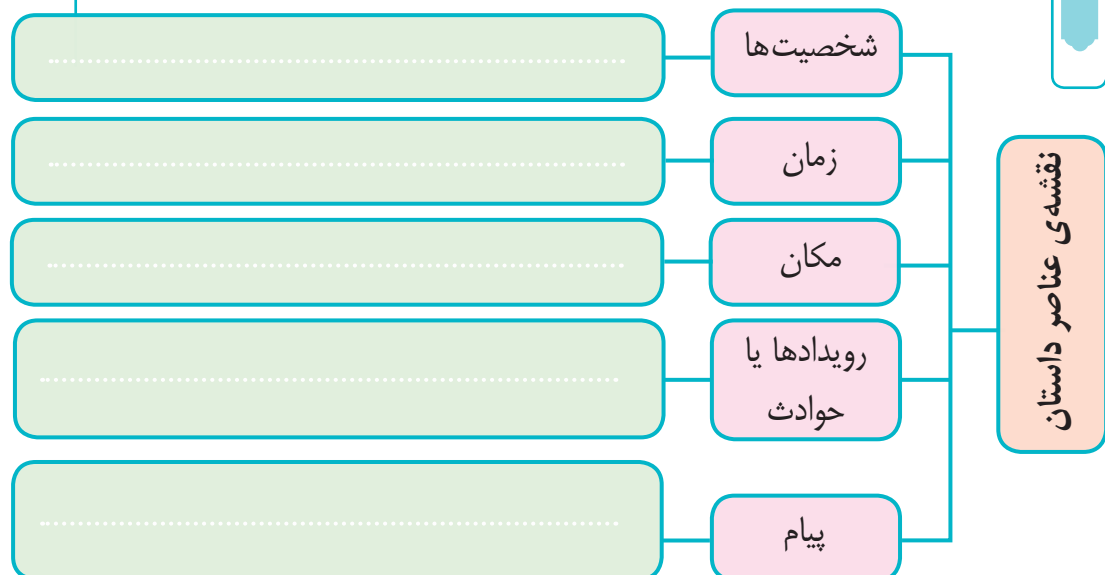 نقشه‌ی عناصر داستان
شخصیت‌ها
زمان
مکان
رویدادها یا
حوادث
پیام